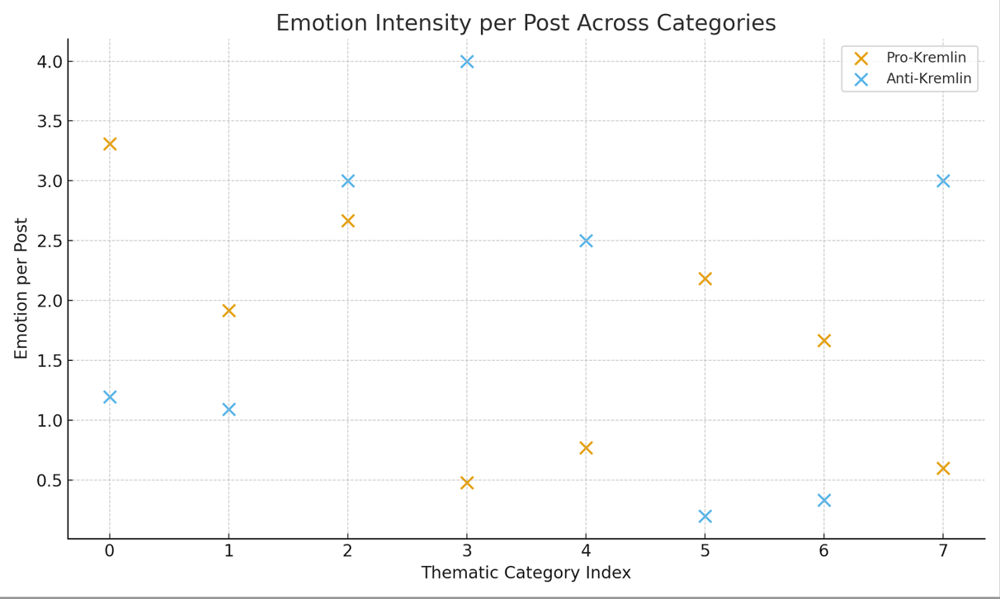 Emotion Intensity per Post Across Categories
Pro-Kremlin
Anti-Kremlin
Emotion per Post
4.0
3.5
3.0
2.5
2.0
1.5
1.0
0.5
0 1 2 3 4 5 6 7
Thematic Category Index